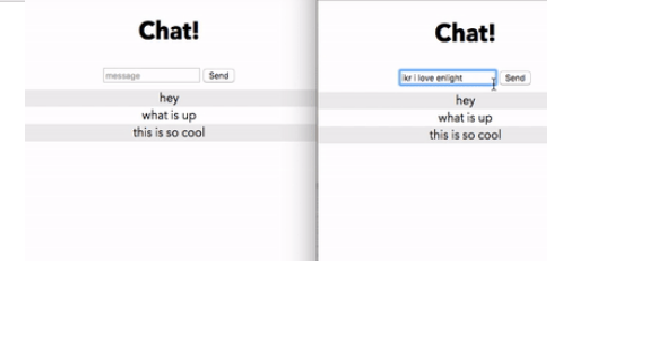 Chat!
message
Send
hey
what is up
this is so cool
Chat!
ikr i love enlight
Send
hey
what is up
this is so cool